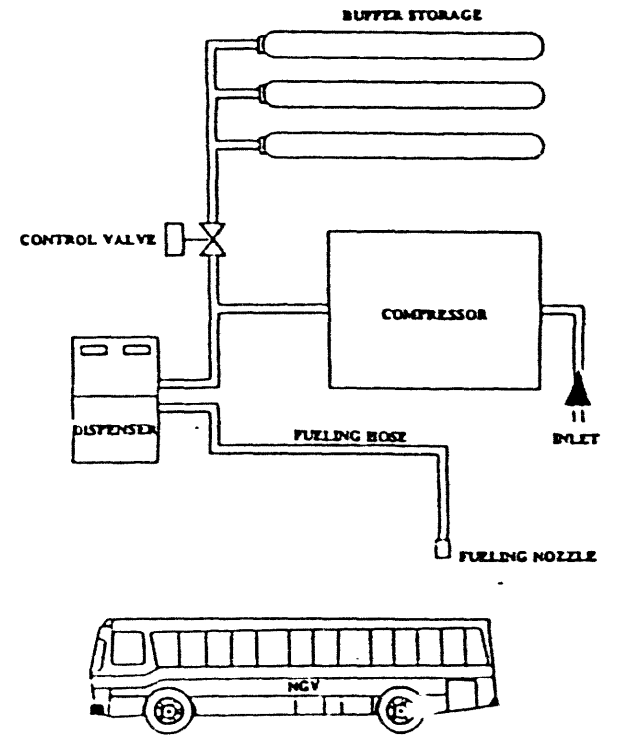 BUFFER STORAGE
CONTROL VALVE
COMPRESSOR
DISPENSER
FUELING HOSE
INLET
FUELING NOZZLE
NGV